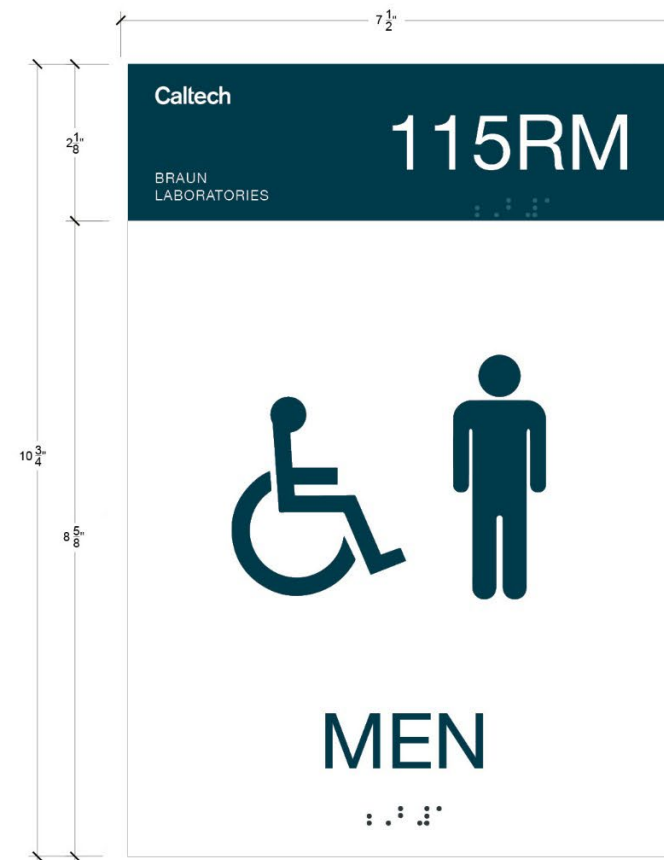 7 1/2"
Caltech
115RM
2 1/8"
BRAUN
LABORATORIES
10 3/4"
8 5/8"
MEN